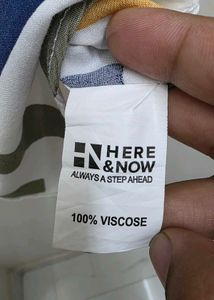 HERE
&NOW
ALWAYS A STEP AHEAD
100% VISCOSE